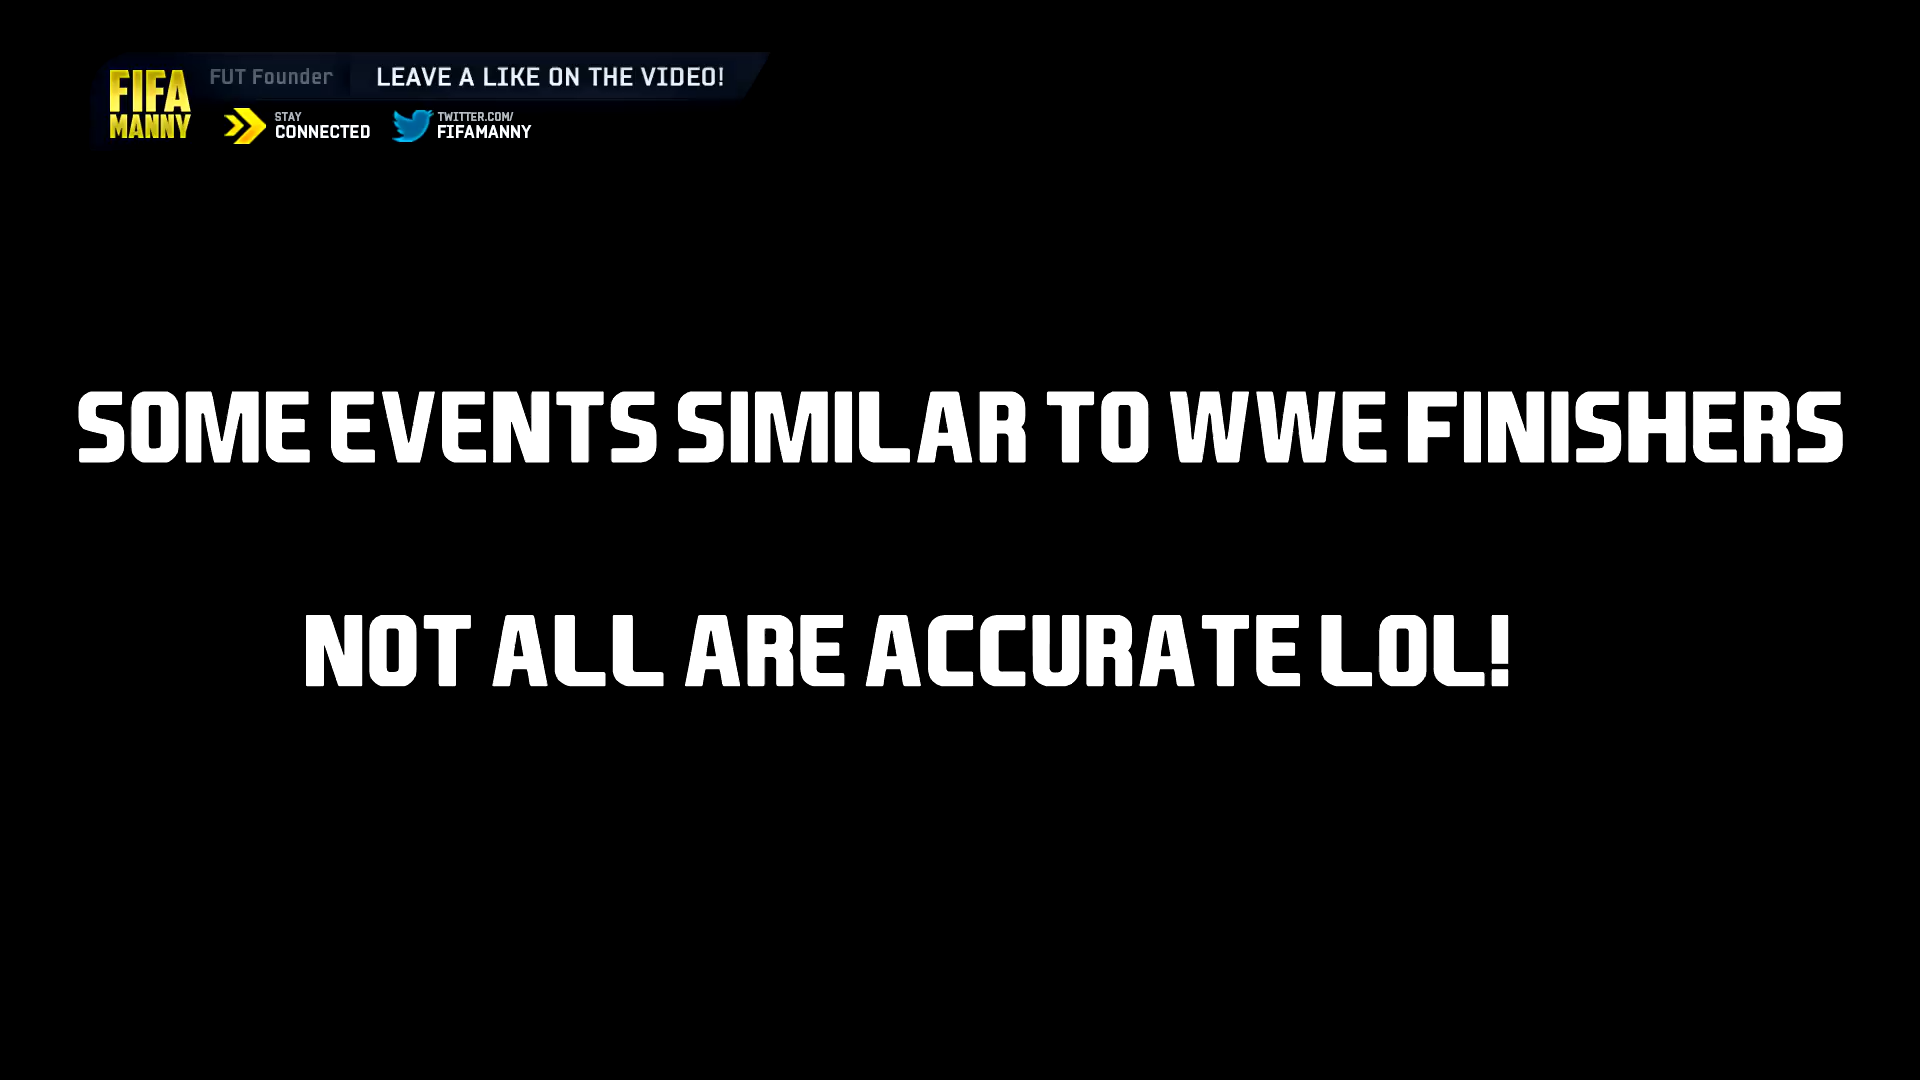 FIFA
MANNY
FUT Founder
LEAVE A LIKE ON THE VIDEO!
STAY
CONNECTED
TWITTER.COM/
FIFAMANNY
SOME EVENTS SIMILAR TO WWE FINISHERS
NOT ALL ARE ACCURATE LOL!